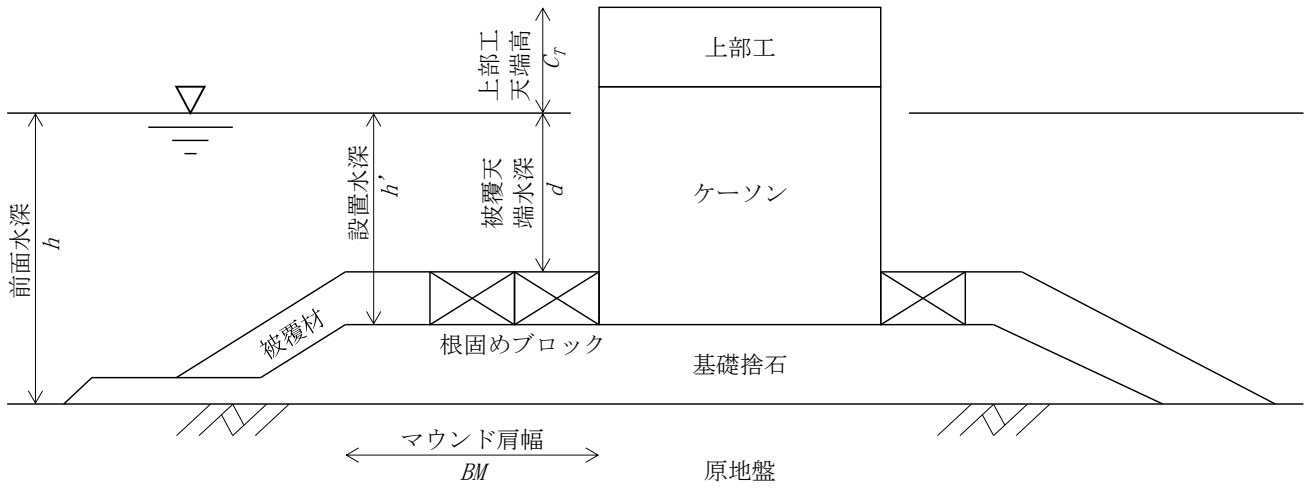 上部工
天端高
C_T
上部工
前面水深
h
設置水深
h’
被覆天
端水深
d
ケーソン
被覆材
根固めブロック
基礎捨石
マウンド肩幅
BM
原地盤